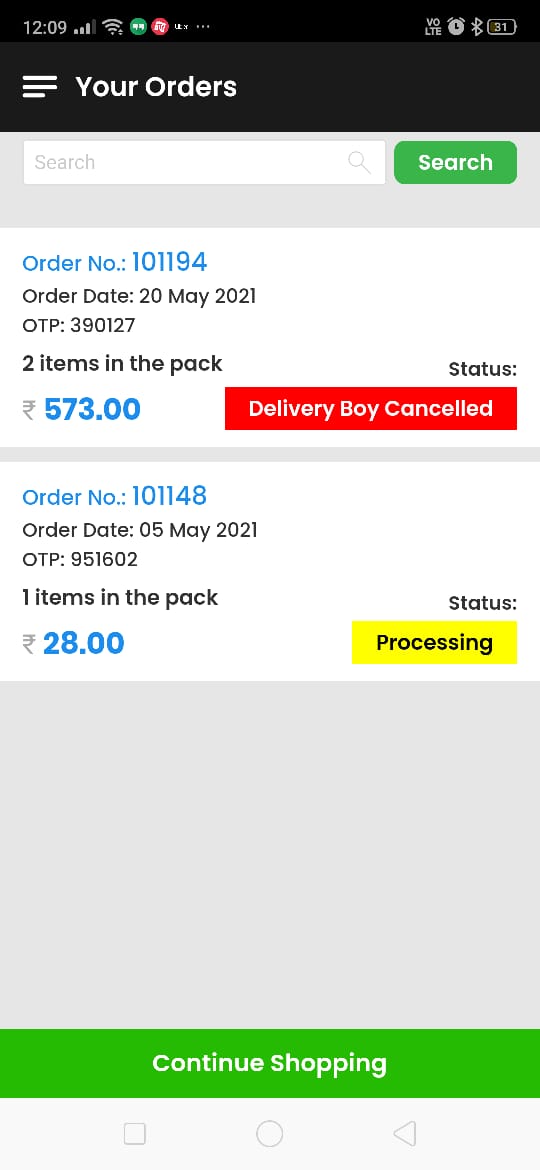 12:09
VO
LTE
31
Your Orders
Search
Search
Order No.: 101194
Order Date: 20 May 2021
OTP: 390127
2 items in the pack
Status:
₹ 573.00
Delivery Boy Cancelled
Order No.: 101148
Order Date: 05 May 2021
OTP: 951602
1 items in the pack
Status:
₹ 28.00
Processing
Continue Shopping